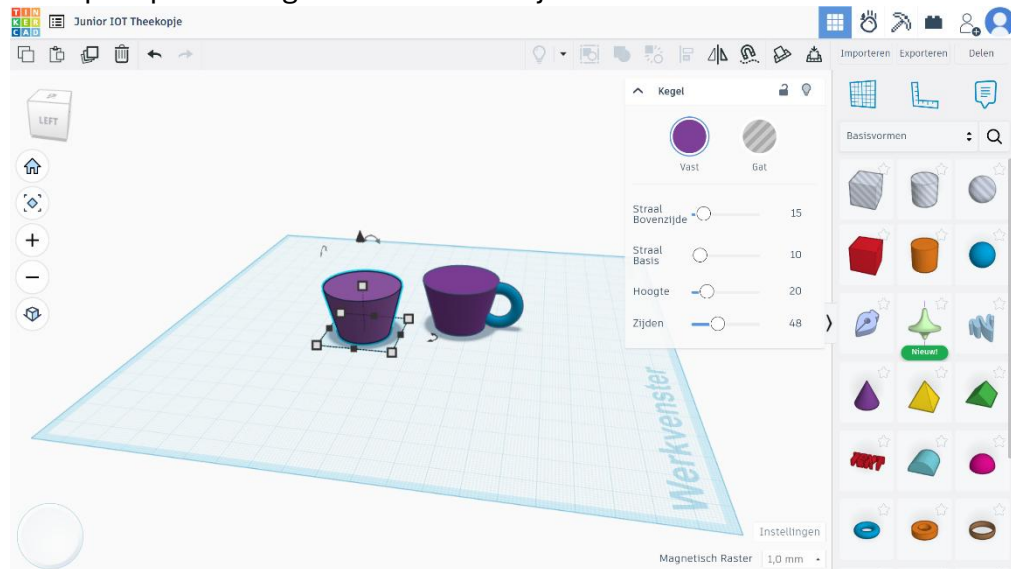 TIN
KER
CAD
Junior IOT Theekopje
Importeren Exporteren Delen
LEFT
Kegel
Vast Gat
Straal
Bovenzijde 15
Straal
Basis 10
Hoogte 20
Zijden 48
Basisvormen
Nieuw!
Werkvenster
Instellingen
Magnetisch Raster 1,0 mm